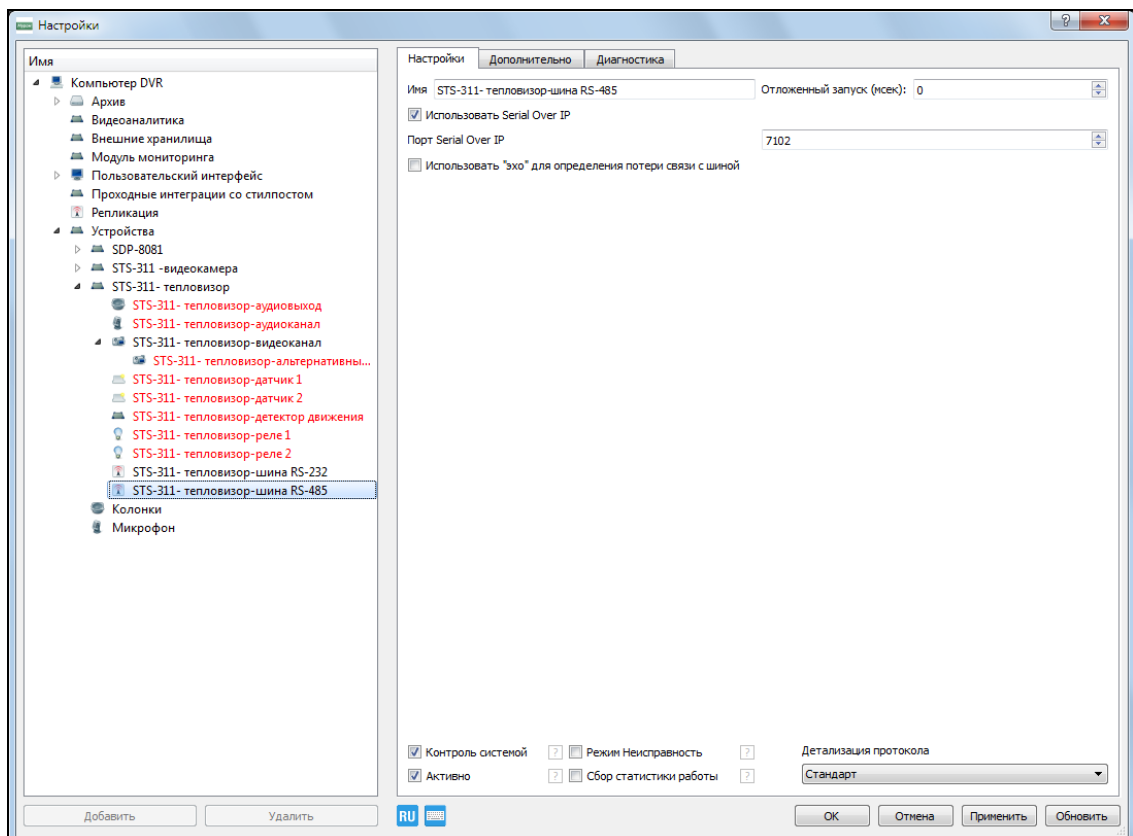 Настройки
Имя
Компьютер DVR
Архив
Видеоаналитика
Внешние хранилища
Модуль мониторинга
Пользовательский интерфейс
Проходные интеграции со стилпостом
Репликация
Устройства
SDP-8081
STS-311 -видеокамера
STS-311- тепловизор
STS-311- тепловизор-аудиовыход
STS-311- тепловизор-аудиоканал
STS-311- тепловизор-видеоканал
STS-311- тепловизор-альтернативны...
STS-311- тепловизор-датчик 1
STS-311- тепловизор-датчик 2
STS-311- тепловизор-детектор движения
STS-311- тепловизор-реле 1
STS-311- тепловизор-реле 2
STS-311- тепловизор-шина RS-232
STS-311- тепловизор-шина RS-485
Колонки
Микрофон
Добавить Удалить
Настройки Дополнительно Диагностика
Имя STS-311- тепловизор-шина RS-485 Отложенный запуск (мсек): 0
Использовать Serial Over IP
Порт Serial Over IP 7102
Использовать "эхо" для определения потери связи с шиной
Контроль системой ? Режим Неисправность ? Детализация протокола
Активно ? Сбор статистики работы ? Стандарт
RU OK Отмена Применить Обновить